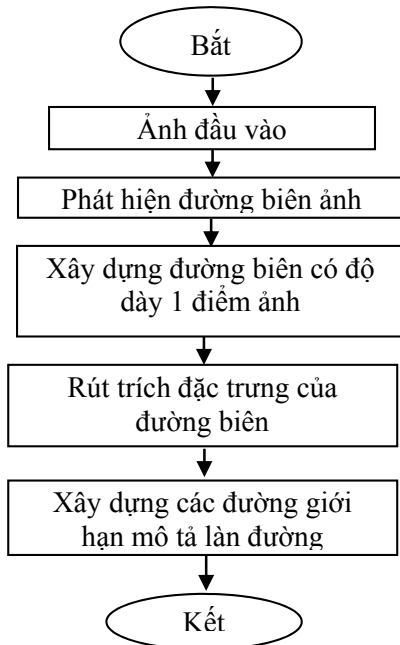 Bắt
Ảnh đầu vào
Phát hiện đường biên ảnh
Xây dựng đường biên có độ
dày 1 điểm ảnh
Rút trích đặc trưng của
đường biên
Xây dựng các đường giới
hạn mô tả làn đường
Kết